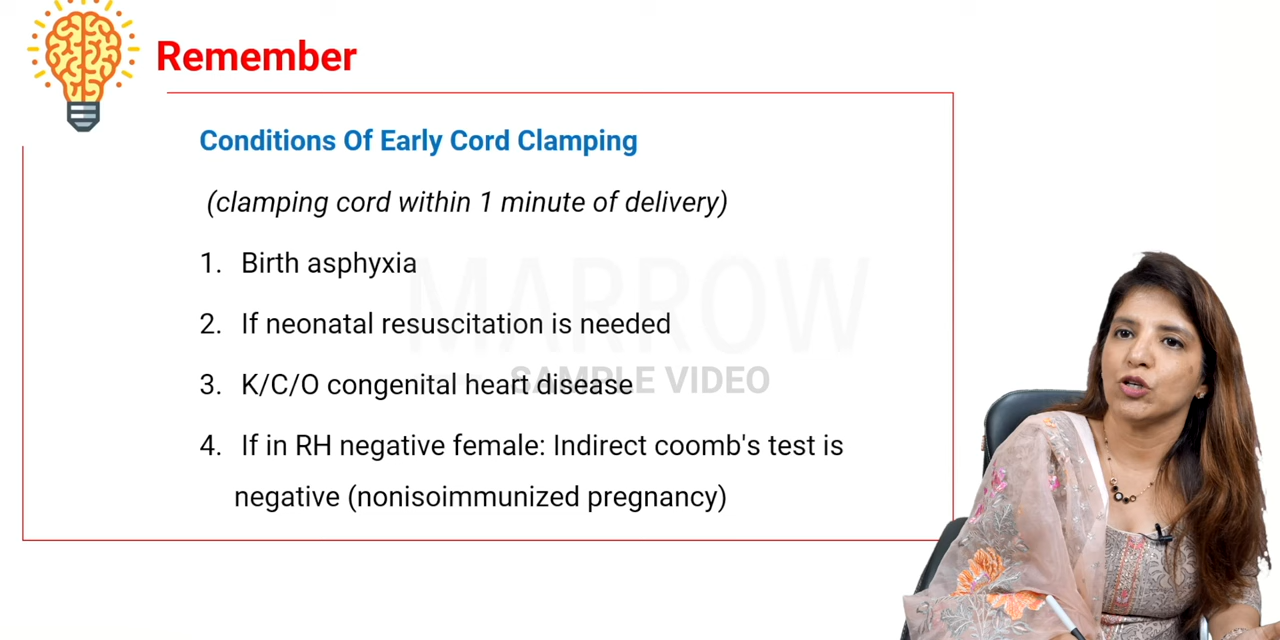 Remember
Conditions Of Early Cord Clamping
(clamping cord within 1 minute of delivery)
1. Birth asphyxia
2. If neonatal resuscitation is needed
3. K/C/O congenital heart disease
4. If in RH negative female: Indirect coomb's test is
negative (nonisoimmunized pregnancy)
MARROW
SAMPLE VIDEO